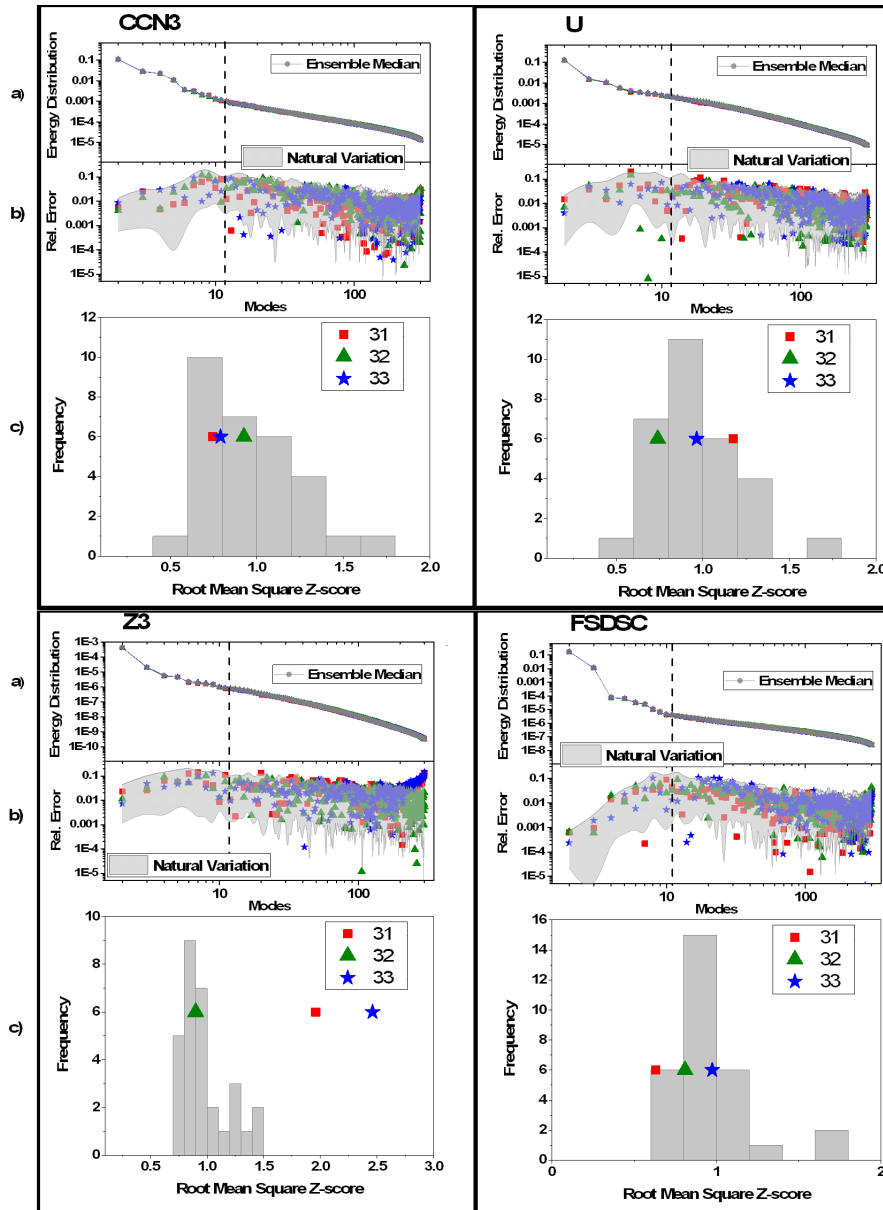 CCN3
a)
Energy Distribution
0.1
0.01
0.001
1E-4
1E-5
Ensemble Median
b)
Rel. Error
0.1
0.01
0.001
1E-4
1E-5
Natural Variation
10
100
Modes
c)
Frequency
12
10
8
6
4
2
0
31
32
33
0.5
1.0
1.5
2.0
Root Mean Square Z-score
U
Energy Distribution
0.1
0.01
0.001
1E-4
1E-5
Ensemble Median
Rel. Error
0.1
0.01
0.001
1E-4
1E-5
Natural Variation
10
100
Modes
Frequency
12
10
8
6
4
2
0
31
32
33
0.5
1.0
1.5
2.0
Root Mean Square Z-score
Z3
a)
Energy Distribution
1E-3
1E-4
1E-5
1E-6
1E-7
1E-8
1E-9
1E-10
Ensemble Median
b)
Rel. Error
0.1
0.01
0.001
1E-4
1E-5
Natural Variation
10
100
Modes
c)
Frequency
10
8
6
4
2
0
31
32
33
0.5
1.0
1.5
2.0
2.5
3.0
Root Mean Square Z-score
FSDSC
Energy Distribution
0.1
0.01
0.001
1E-4
1E-5
1E-6
1E-7
1E-8
Ensemble Median
Natural Variation
Rel. Error
0.1
0.01
0.001
1E-4
1E-5
10
100
Modes
Frequency
16
14
12
10
8
6
4
2
0
31
32
33
0
1
2
Root Mean Square Z-score